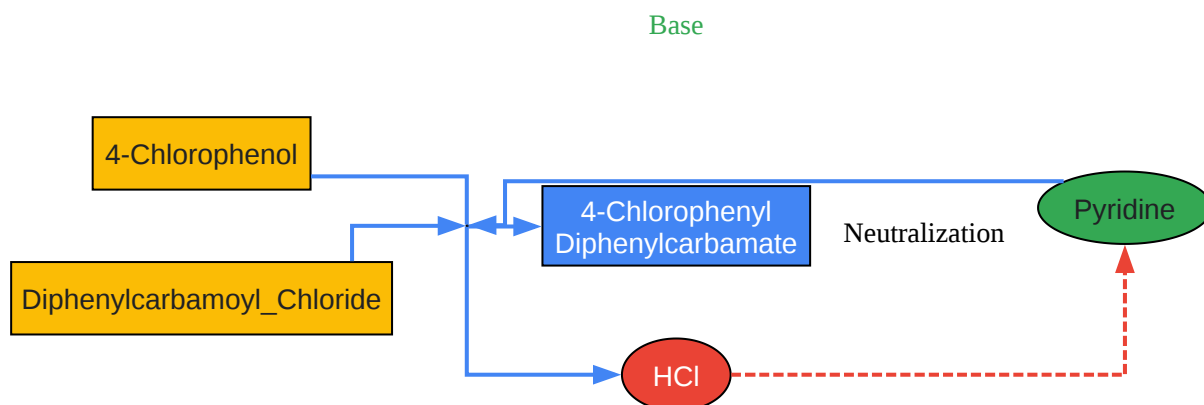 Base
4-Chlorophenol
4-Chlorophenyl
Diphenylcarbamate
Pyridine
Neutralization
Diphenylcarbamoyl_Chloride
HCl